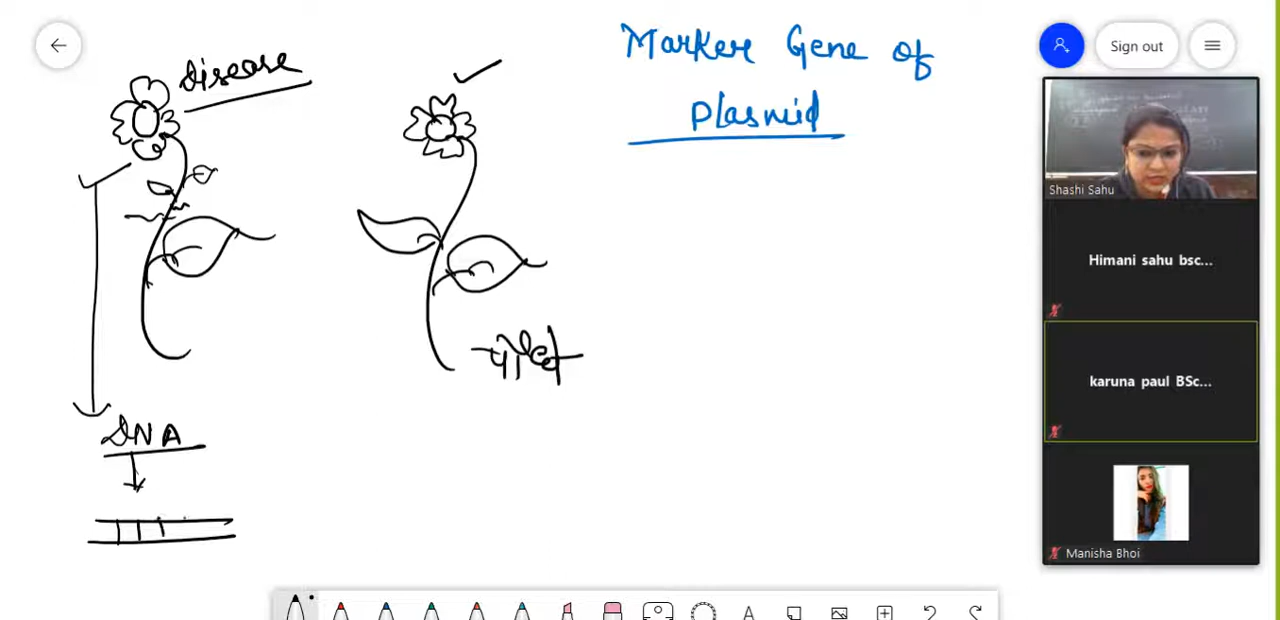 Sign out
Disease
Marker Gene of
plasmid
DNA
Shashi Sahu
Himani sahu bsc...
karuna paul BSc...
Manisha Bhoi
A